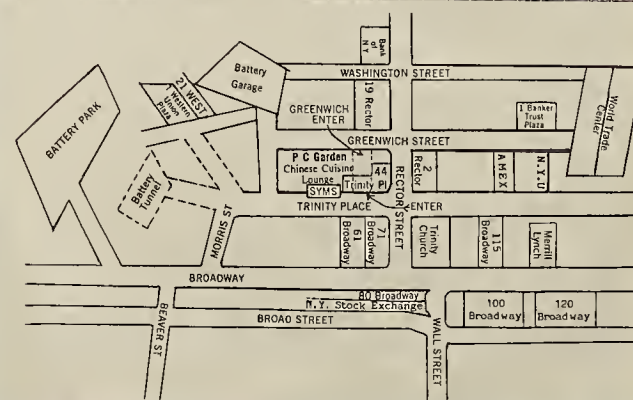 Bank
of
NY
WASHINGTON STREET
Battery
Garage
21 WEST
1 Western
Union
Plaza
BATTERY PARK
19 Rector
GREENWICH
ENTER
1 Banker
Trust
Plaza
World Trade
Center
GREENWICH STREET
P C Garden
Chinese Cuisine
Lounge
SYMS
44
Trinity Pl
RECTOR STREET
2
Rector
AMEX
N.Y.U
Battery
Tunnel
TRINITY PLACE
ENTER
MORRIS ST
61
Broadway
71
Broadway
Trinity
Church
115
Broadway
Merrill
Lynch
BROADWAY
80 Broadway
N.Y. Stock Exchange
100
Broadway
120
Broadway
BROAO STREET
BEAVER ST
WALL STREET